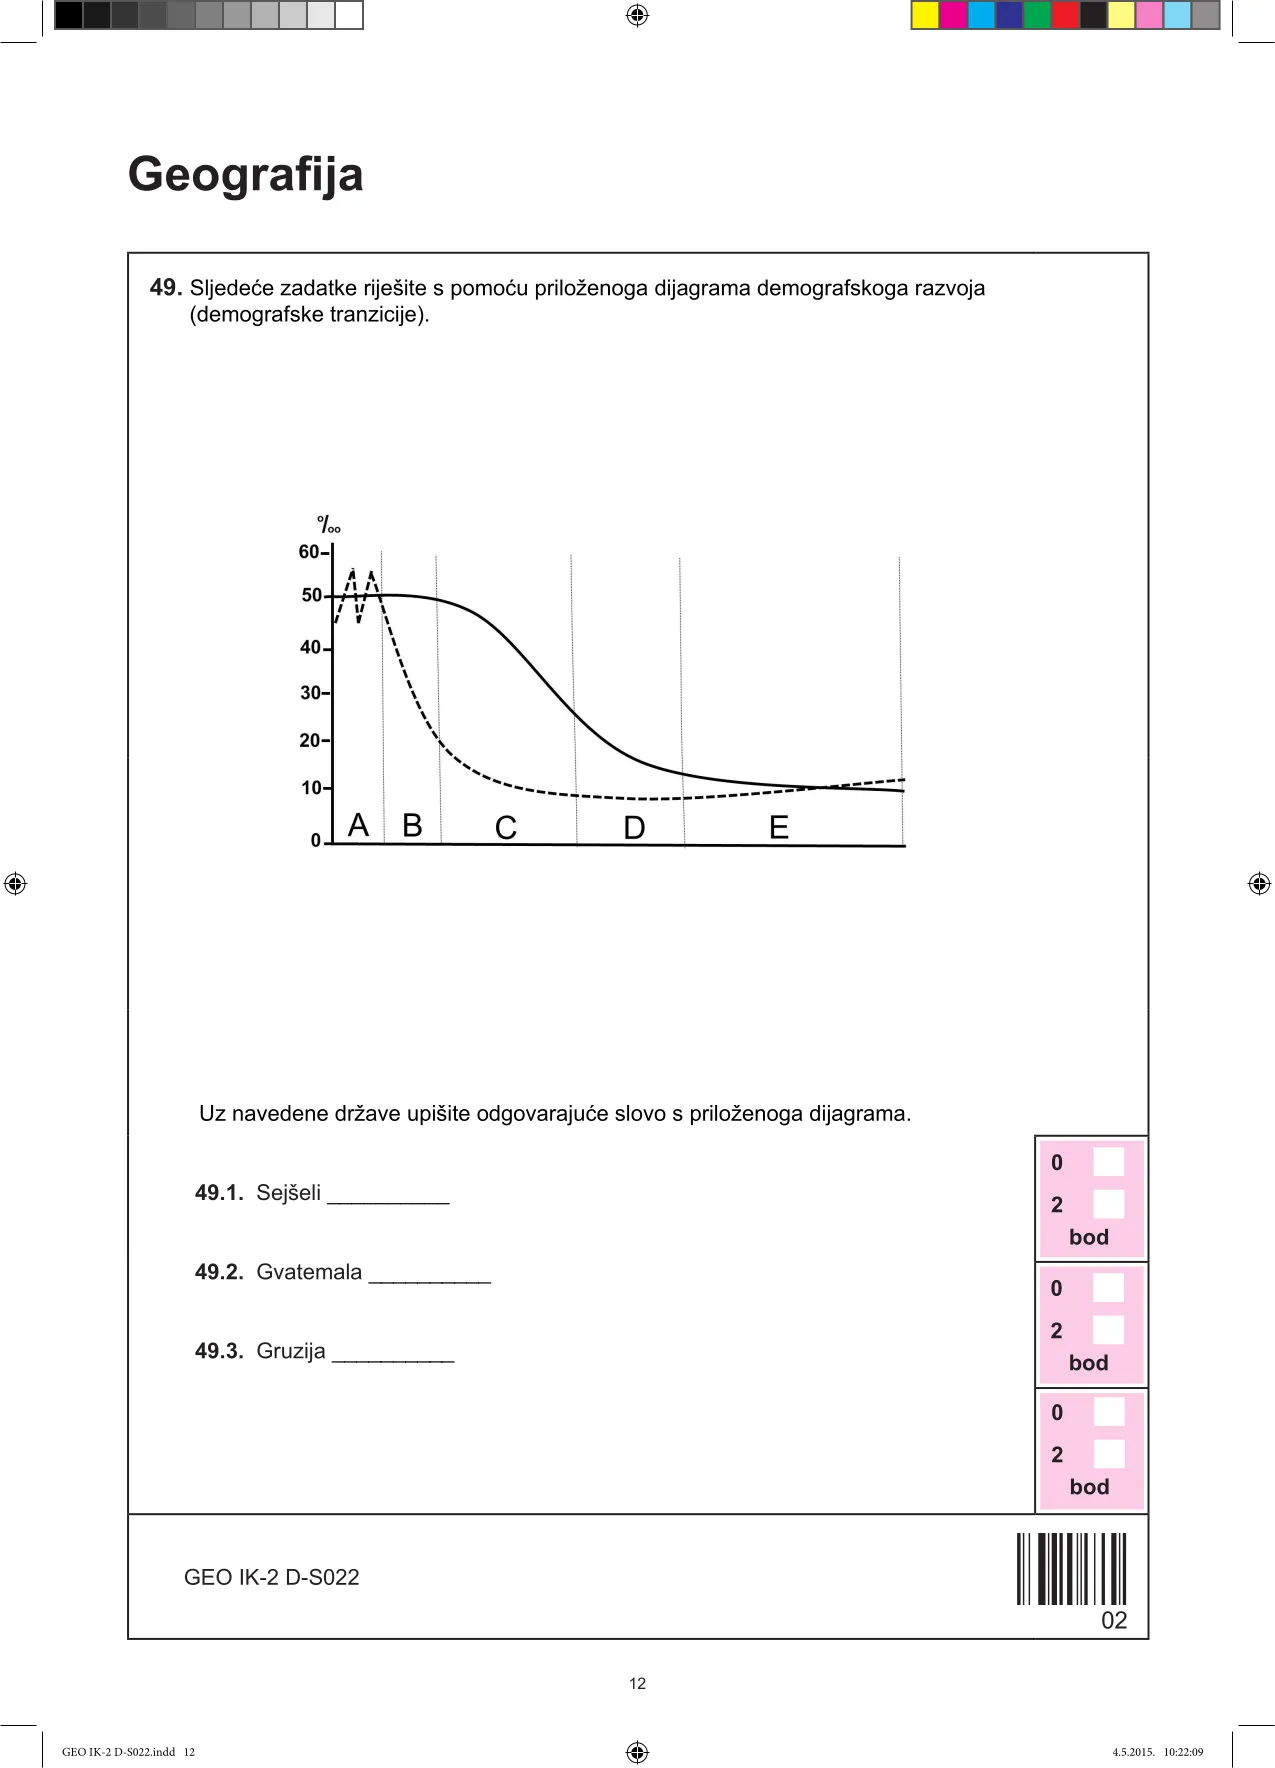 Geografija
49. Sljedeće zadatke riješite s pomoću priloženoga dijagrama demografskoga razvoja
(demografske tranzicije).
º/ₒₒ
60
50
40
30
20
10
0
A B C D E
Uz navedene države upišite odgovarajuće slovo s priloženoga dijagrama.
49.1. Sejšeli __________
49.2. Gvatemala __________
49.3. Gruzija __________
0
2
bod
0
2
bod
0
2
bod
GEO IK-2 D-S022
02
12
GEO IK-2 D-S022.indd 12
4.5.2015. 10:22:09